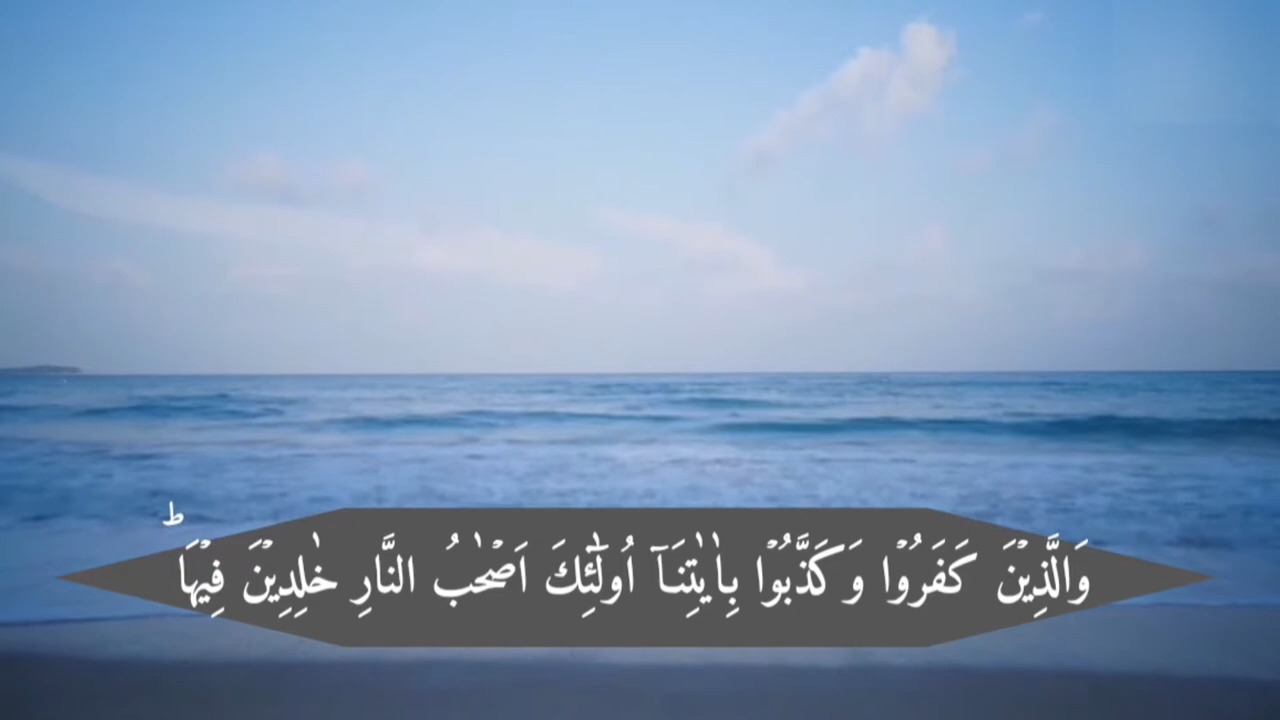 وَالَّذِيْنَ كَفَرُوْا وَكَذَّبُوْا بِاٰيٰتِنَاۤ اُولٰٓئِكَ اَصْحٰبُ النَّارِ خٰلِدِيْنَ فِيْهَا ؕ